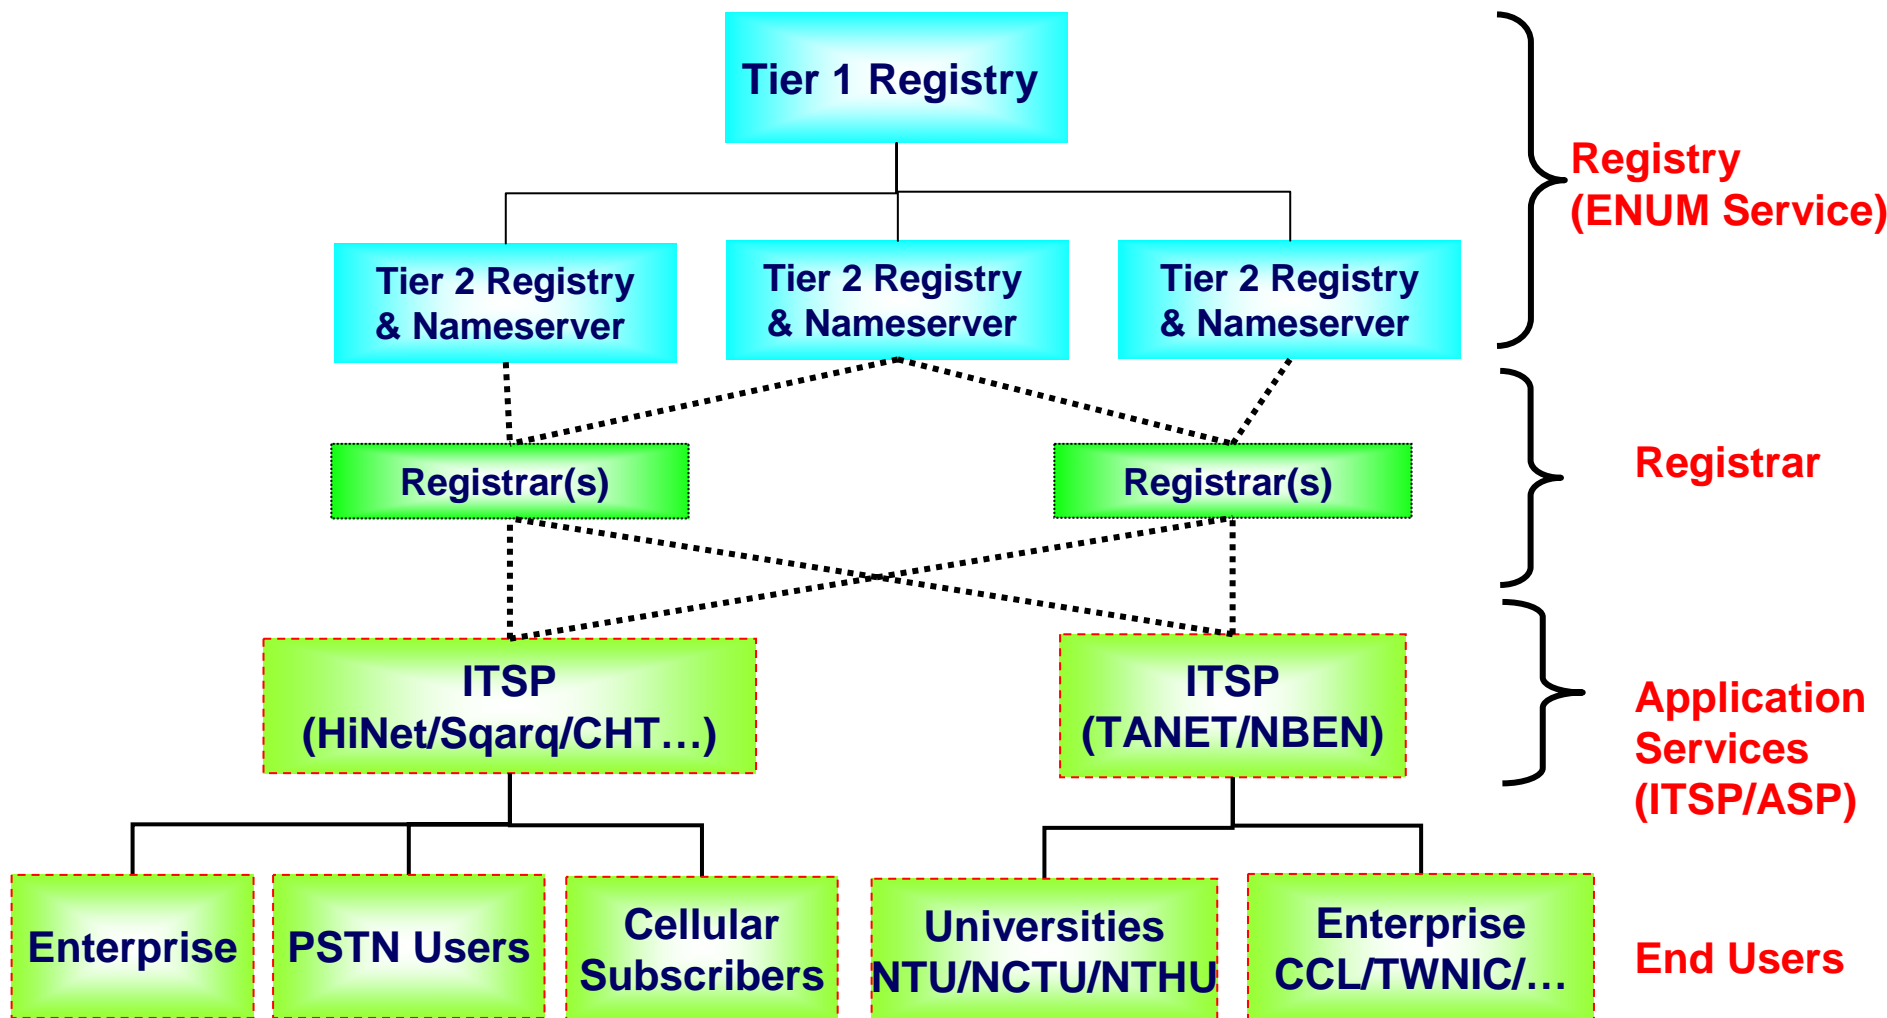 Tier 1 Registry
Registry
(ENUM Service)
Tier 2 Registry
& Nameserver
Tier 2 Registry
& Nameserver
Tier 2 Registry
& Nameserver
Registrar(s)
Registrar(s)
Registrar
ITSP
(HiNet/Sqarq/CHT…)
ITSP
(TANET/NBEN)
Application
Services
(ITSP/ASP)
Enterprise
PSTN Users
Cellular
Subscribers
Universities
NTU/NCTU/NTHU
Enterprise
CCL/TWNIC/…
End Users